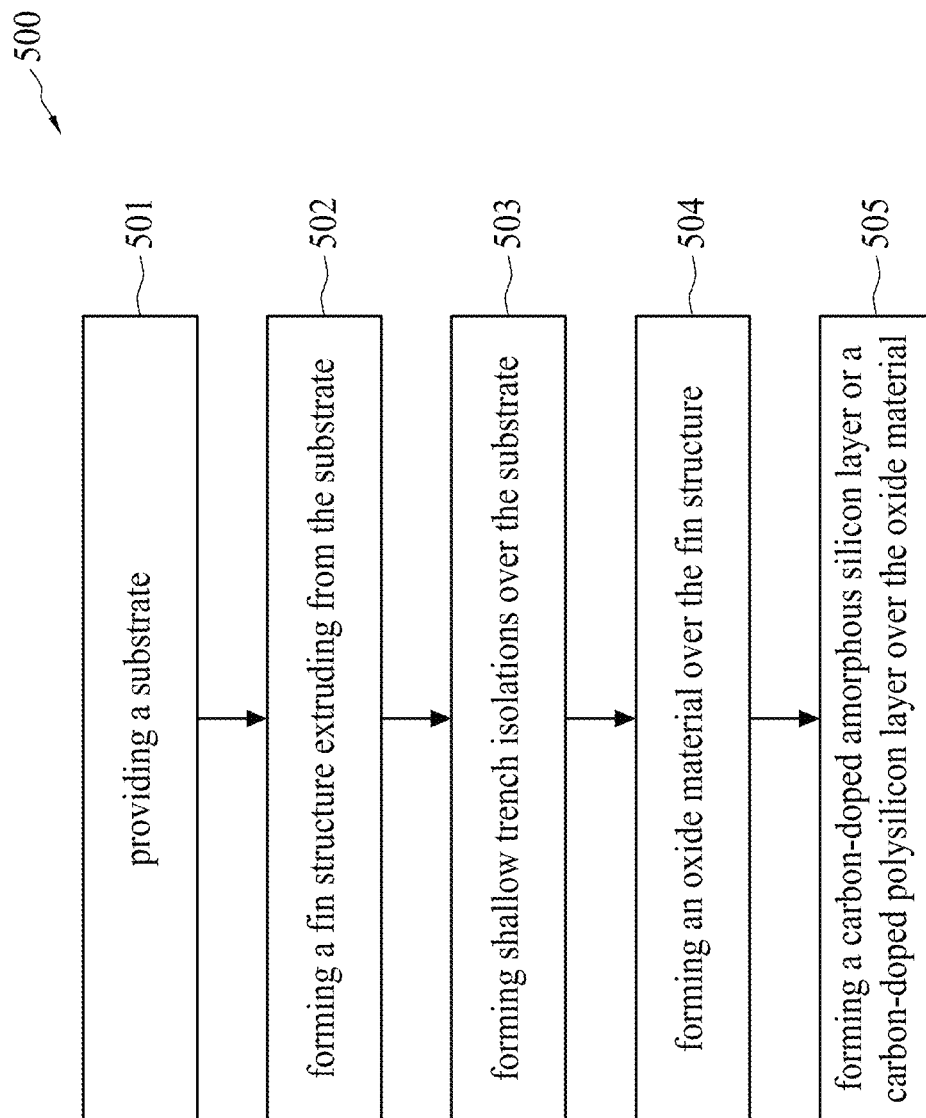 500
providing a substrate
501
forming a fin structure extruding from the substrate
502
forming shallow trench isolations over the substrate
503
forming an oxide material over the fin structure
504
forming a carbon-doped amorphous silicon layer or a
carbon-doped polysilicon layer over the oxide material
505